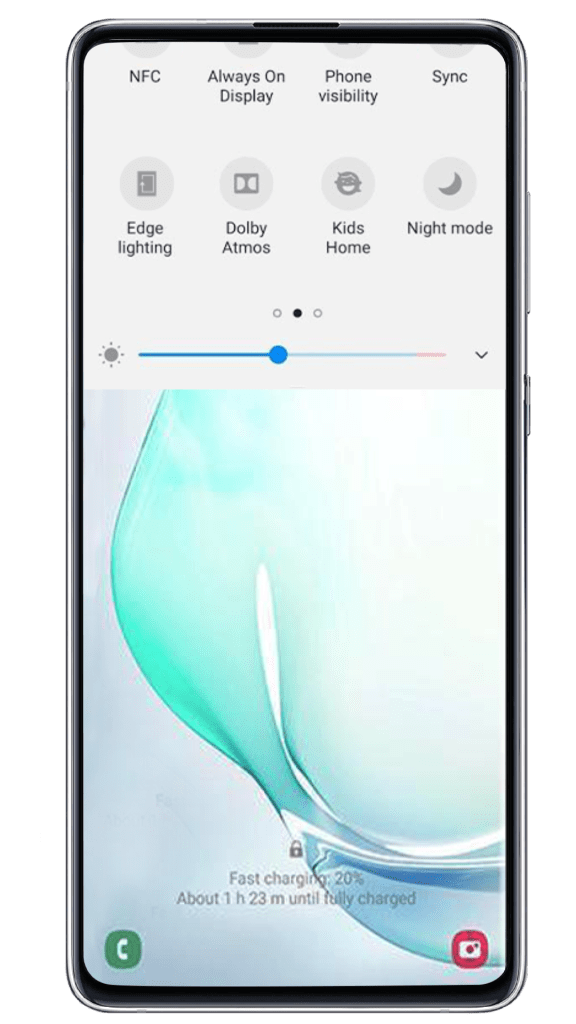 NFC
Always On
Display
Phone
visibility
Sync
Edge
lighting
Dolby
Atmos
Kids
Home
Night mode
Fast charging: 20%
About 1 h 23 m until fully charged